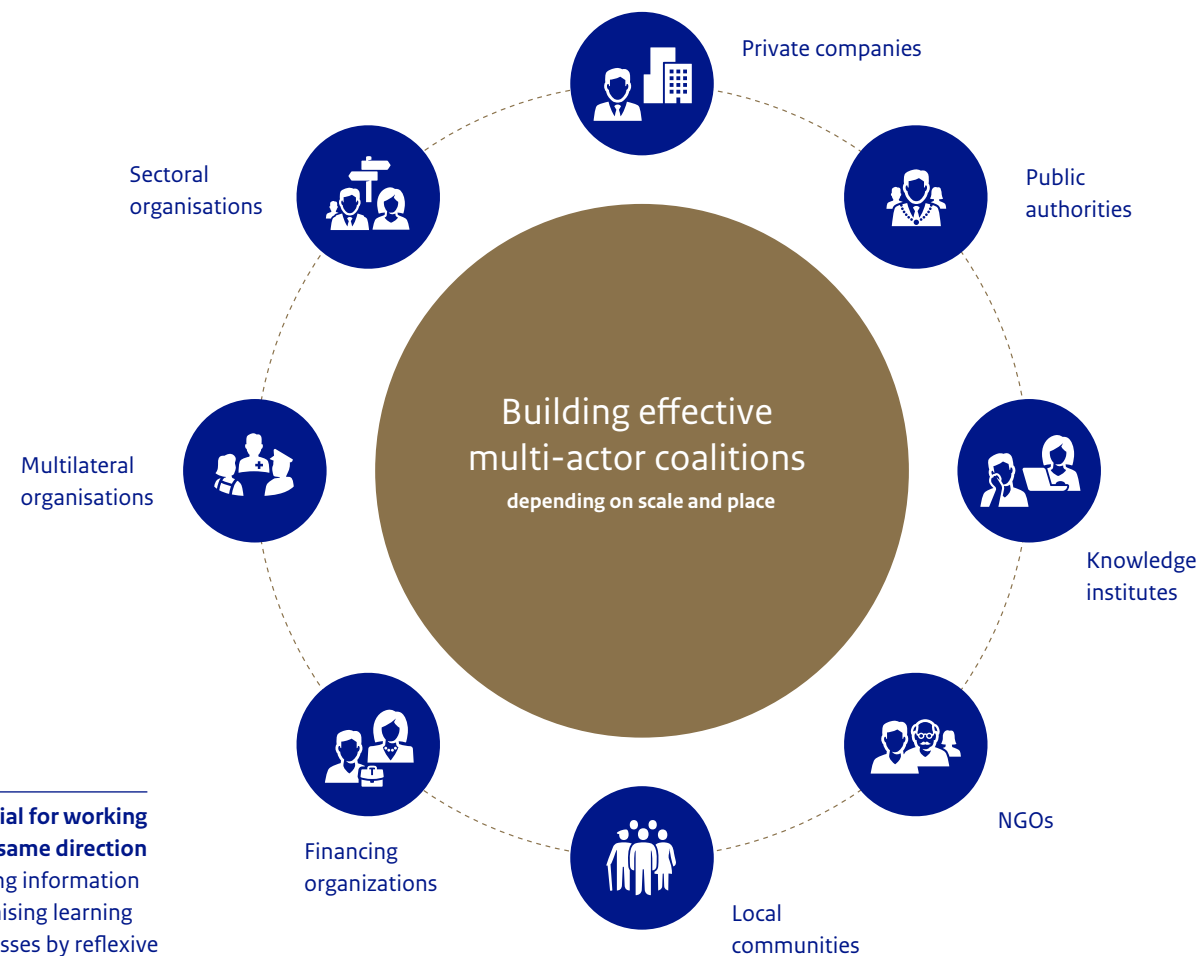 Private companies
Sectoral
organisations
Public
authorities
Building effective
multi-actor coalitions
depending on scale and place
Multilateral
organisations
Knowledge
institutes
same direction
Financing
organizations
NGOs
Local
communities
ial for working
ng information
ising learning
sses by reflexive